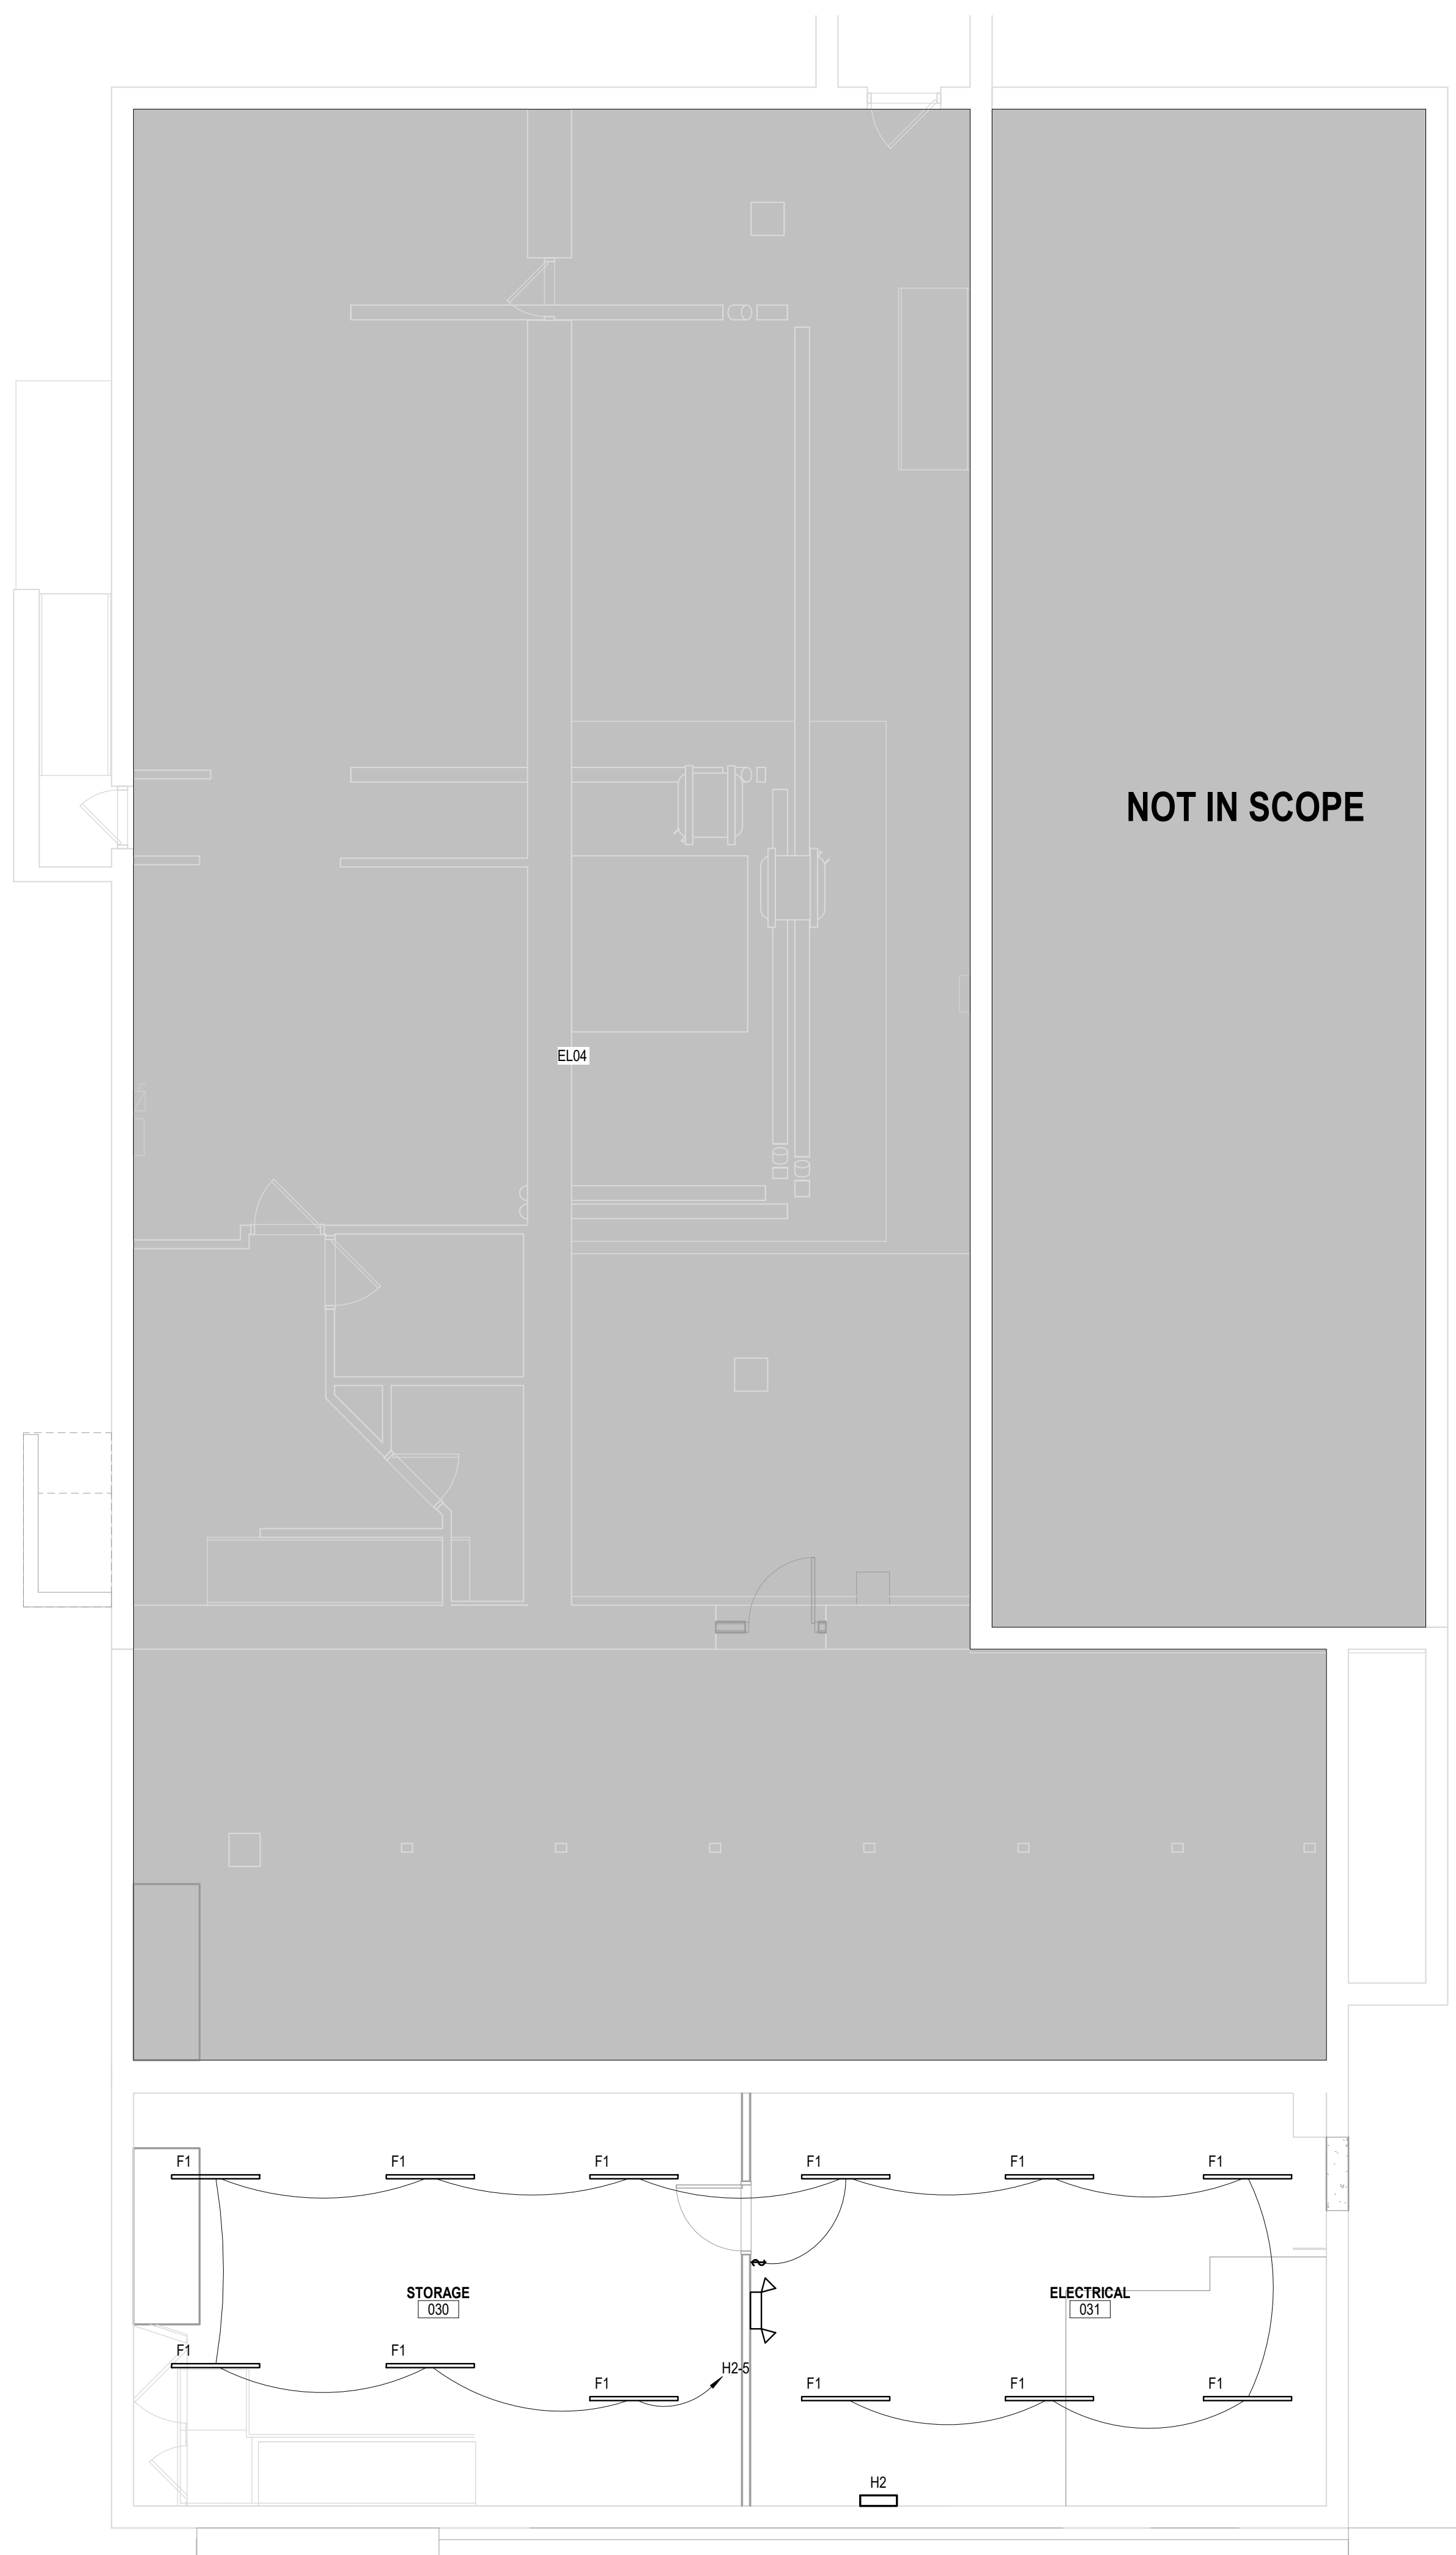 NOT IN SCOPE
EL04
F1 F1 F1 F1 F1 F1
STORAGE
030
ELECTRICAL
031
F1 F1
H2-5
F1 F1 F1 F1
H2